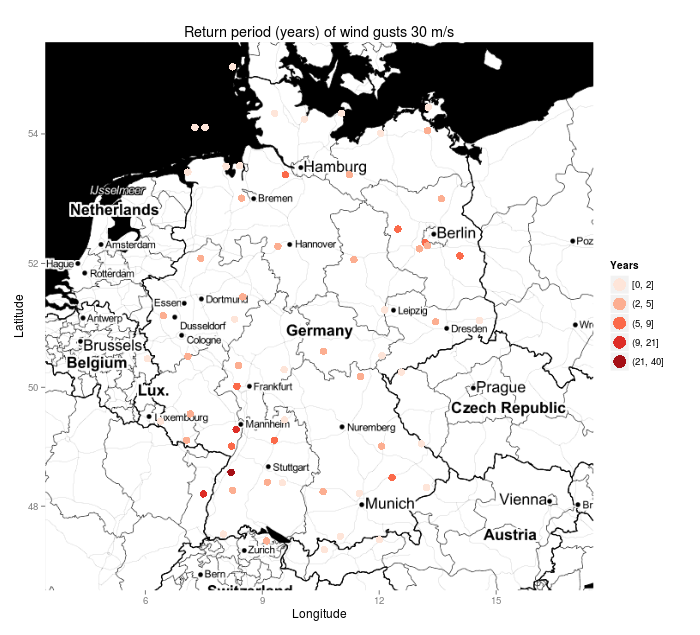 Return period (years) of wind gusts 30 m/s
54
52
50
48
Latitude
6
9
12
15
Longitude
Hamburg
IJsselmeer
Netherlands
Bremen
Berlin
Amsterdam
Hannover
Poz
Hague
Rotterdam
Essen
Dortmund
Antwerp
Dusseldorf
Leipzig
Wr
Cologne
Germany
Dresden
Brussels
Belgium
Lux.
Frankfurt
Prague
Czech Republic
Luxembourg
Mannheim
Nuremberg
Stuttgart
Munich
Vienna
Br
Austria
Zurich
Bern
Switzerland
Years
[0, 2]
(2, 5]
(5, 9]
(9, 21]
(21, 40]